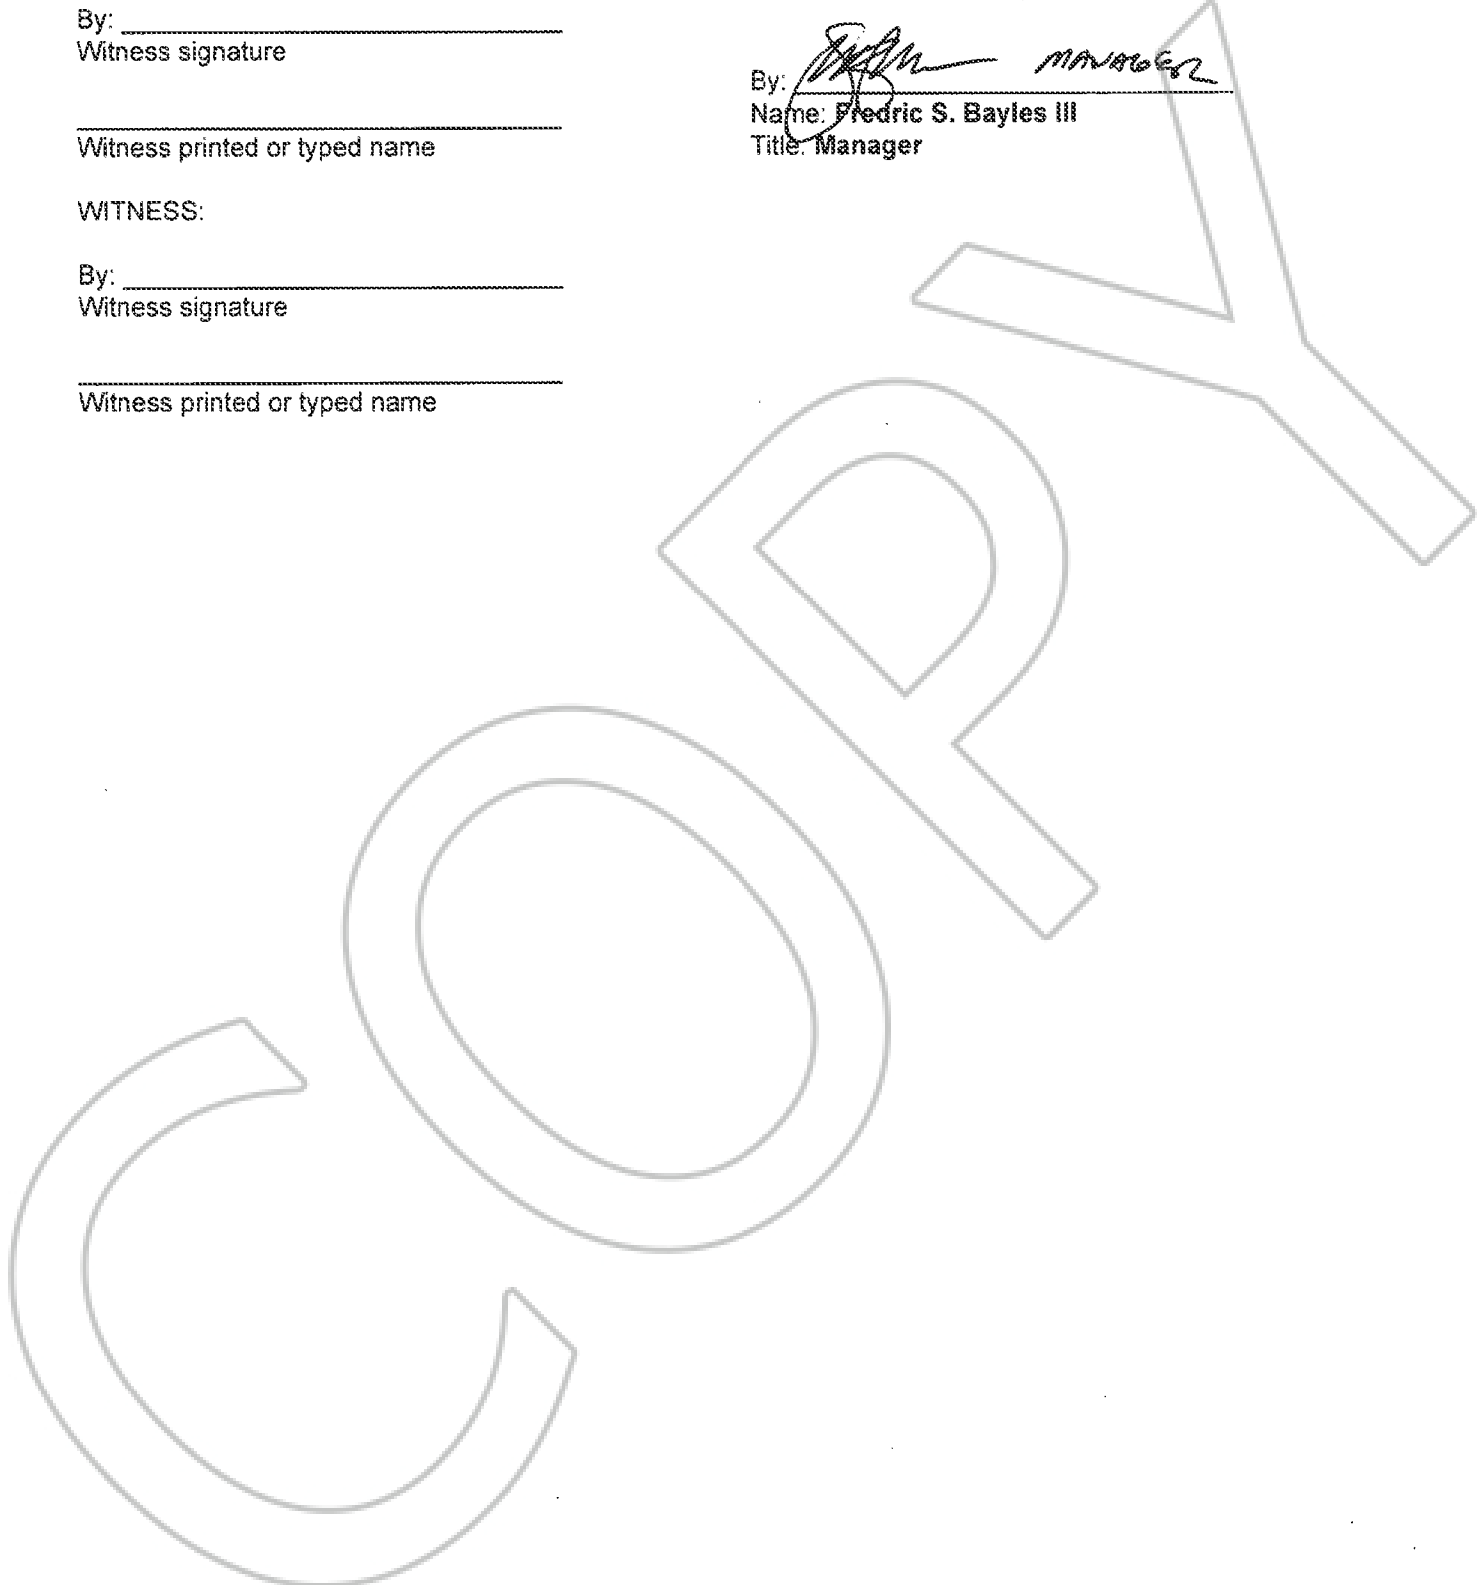 By:
Witness signature
Witness printed or typed name
WITNESS:
By:
Witness signature
Witness printed or typed name
MANAGER
By:
Name: Fredric S. Bayles III
Title: Manager
COPY